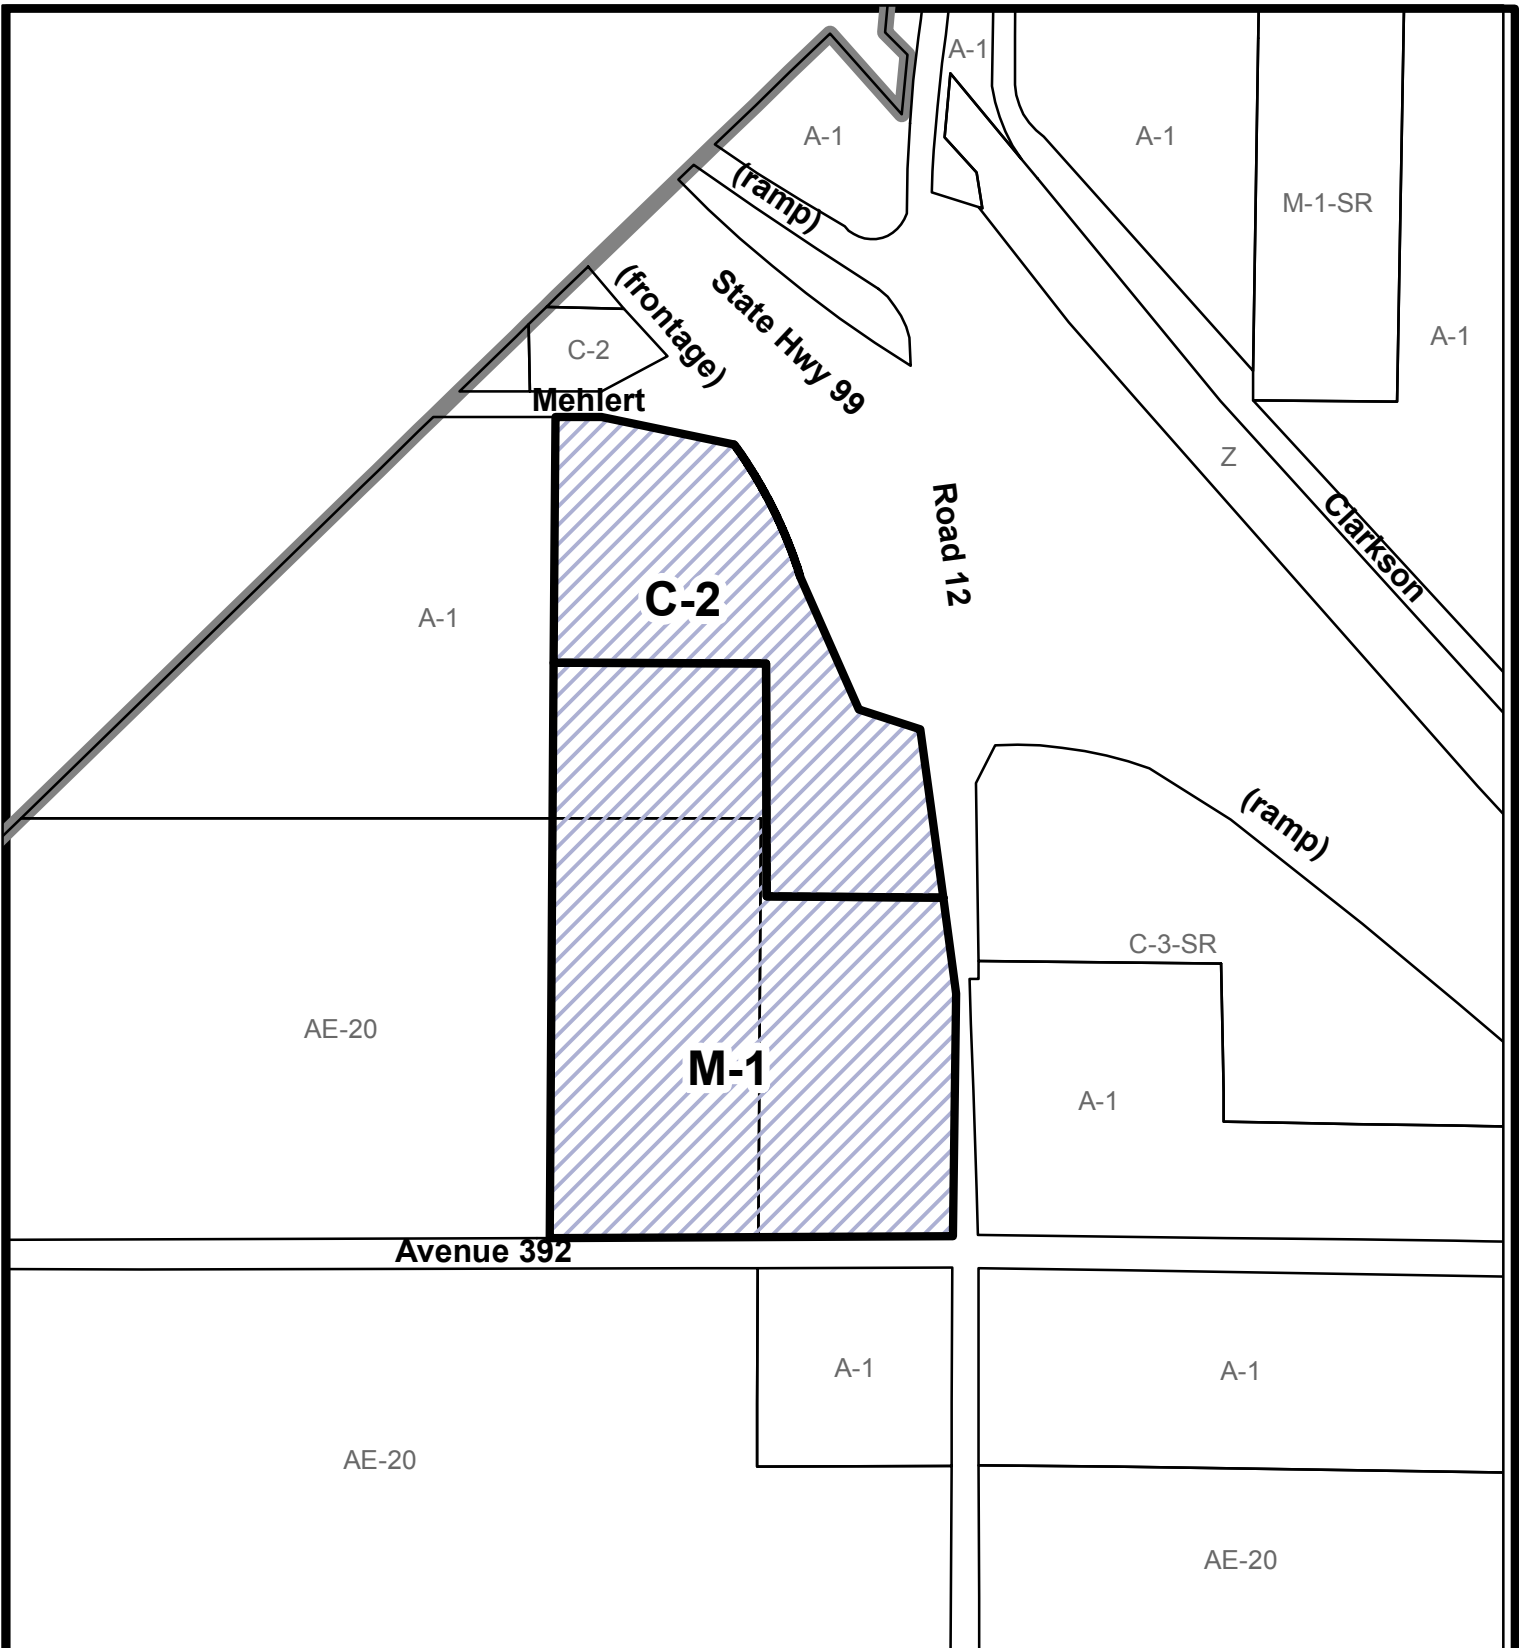 A-1
A-1
A-1
(ramp)
M-1-SR
(frontage)
State Hwy 99
C-2
A-1
Mehlert
Z
Road 12
Clarkson
C-2
A-1
(ramp)
C-3-SR
AE-20
M-1
A-1
Avenue 392
A-1
A-1
AE-20
AE-20